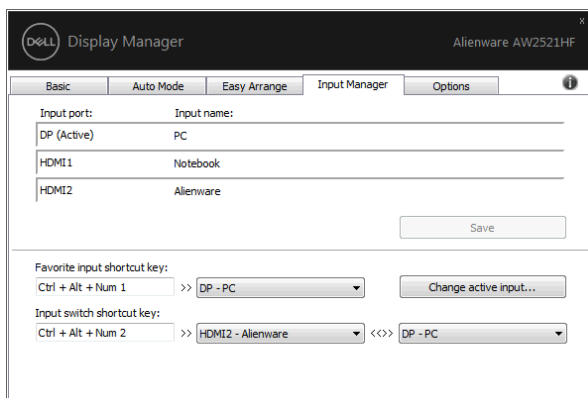 x
DELL Display Manager Alienware AW2521HF
Basic Auto Mode Easy Arrange Input Manager Options i
Input port: Input name:
DP (Active) PC
HDMI1 Notebook
HDMI2 Alienware
Save
Favorite input shortcut key:
Ctrl + Alt + Num 1 >> DP - PC Change active input...
Input switch shortcut key:
Ctrl + Alt + Num 2 >> HDMI2 - Alienware <<>> DP - PC